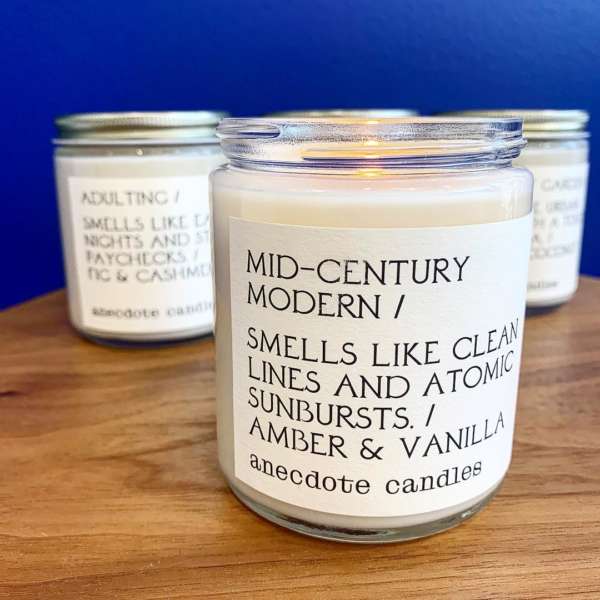 MID-CENTURY
MODERN /
SMELLS LIKE CLEAN
LINES AND ATOMIC
SUNBURSTS. /
AMBER & VANILLA
anecdote candles
ADULTING /
SMELLS LIKE
NIGHTS AND
PAYCHECKS. /
FIG &
anecdote